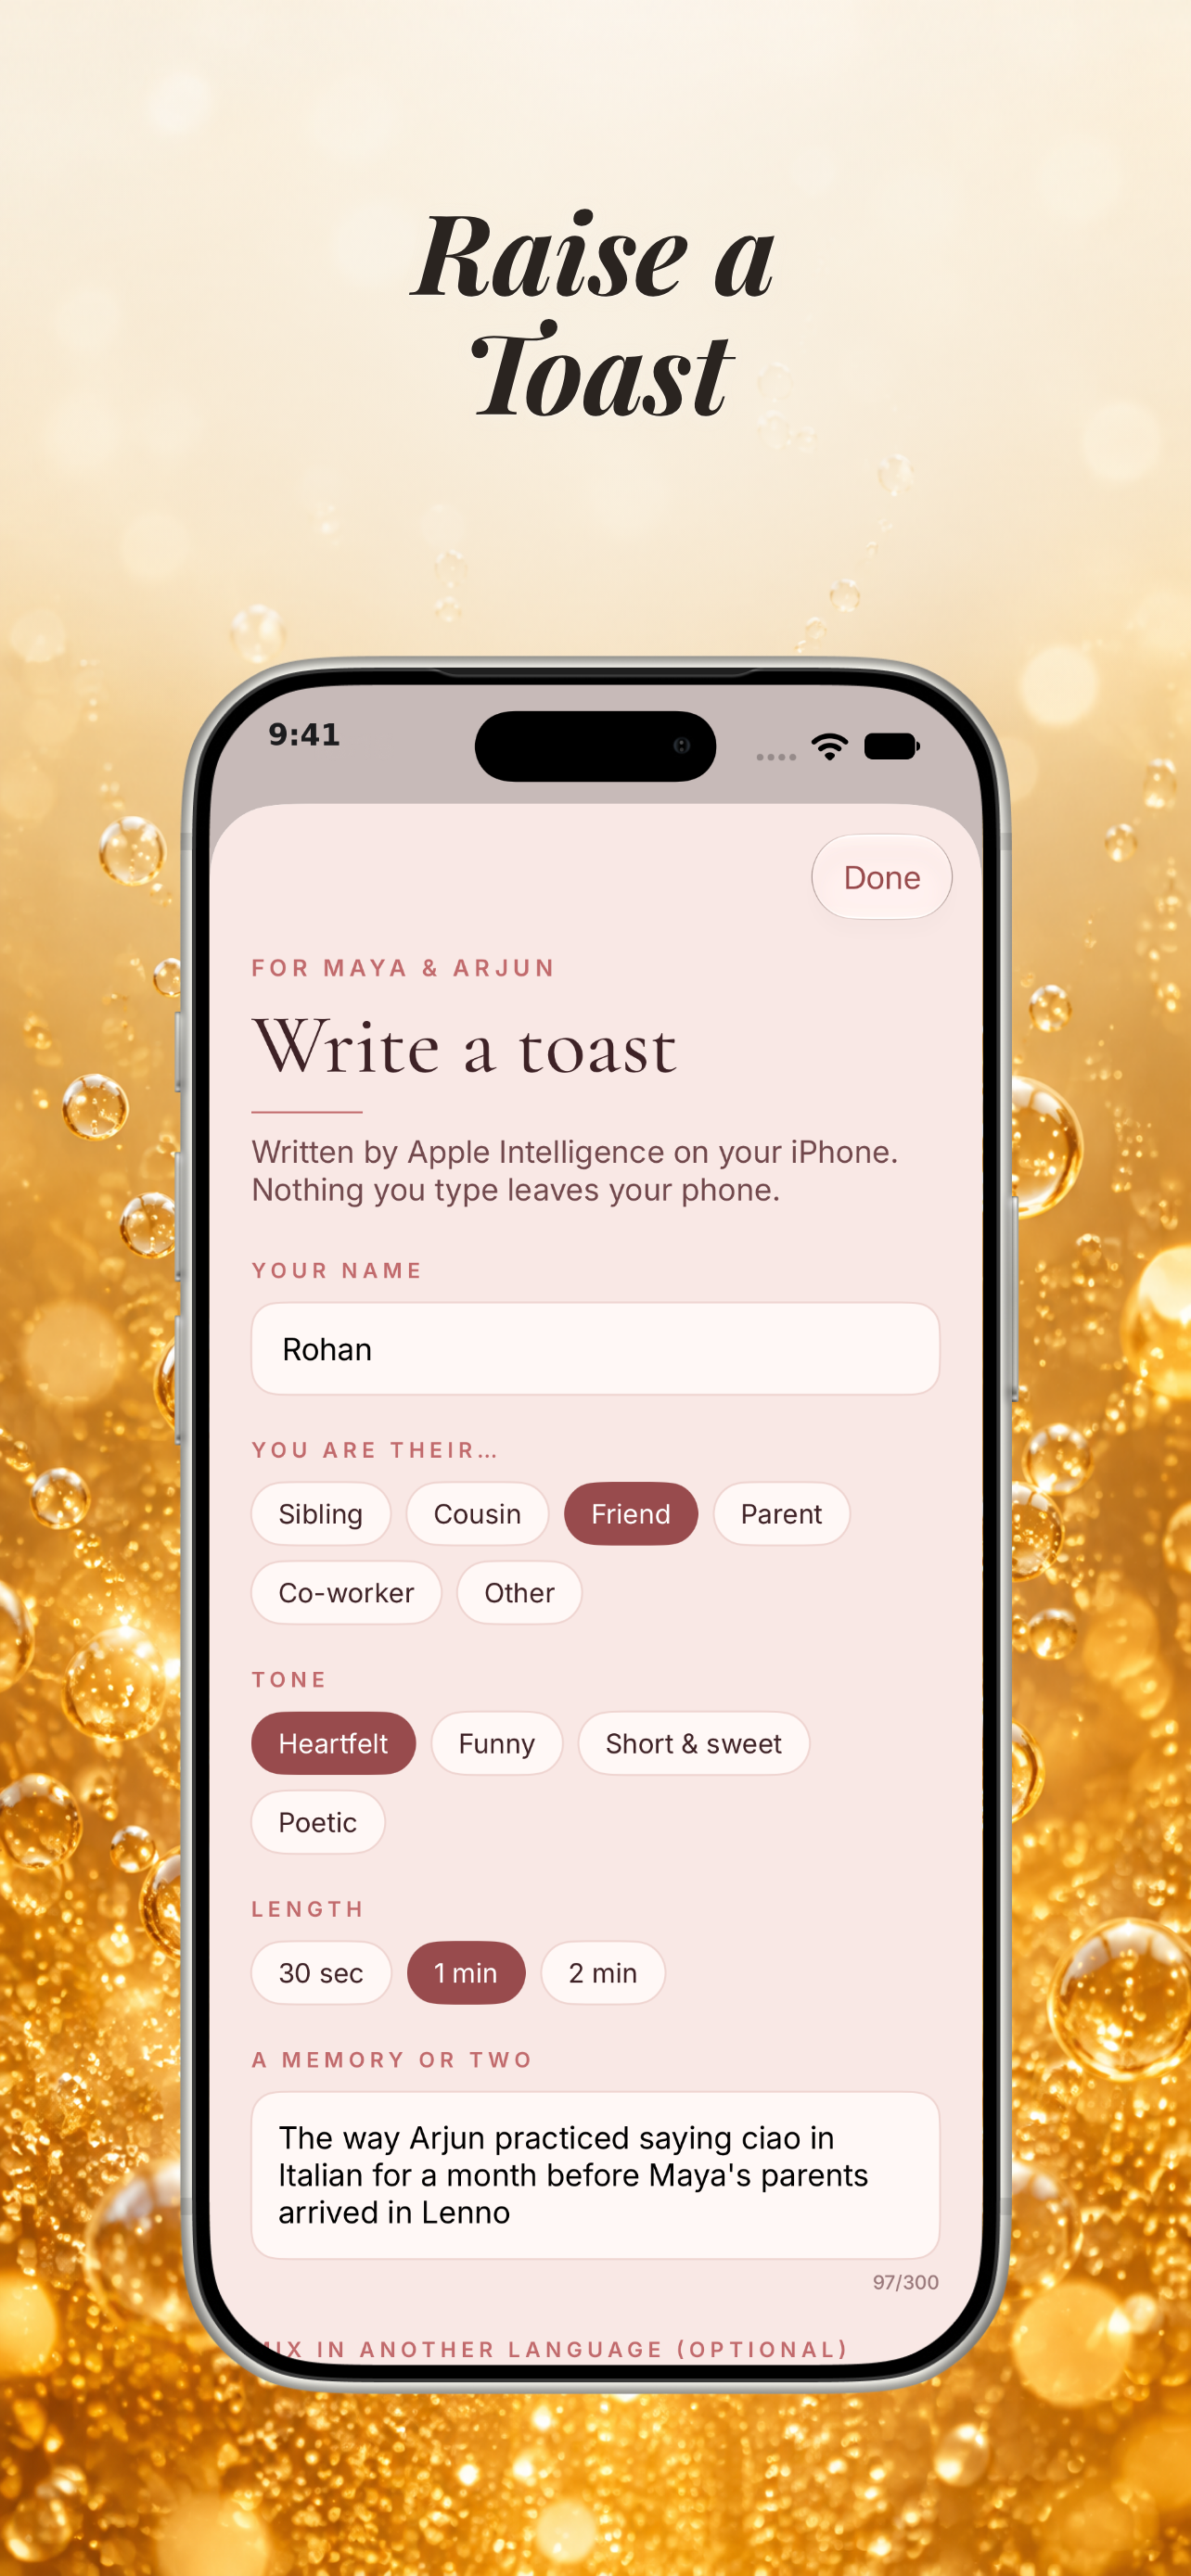 Raise a
Toast
9:41
Done
FOR MAYA & ARJUN
Write a toast
Written by Apple Intelligence on your iPhone.
Nothing you type leaves your phone.
YOUR NAME
Rohan
YOU ARE THEIR...
Sibling Cousin Friend Parent
Co-worker Other
TONE
Heartfelt Funny Short & sweet
Poetic
LENGTH
30 sec 1 min 2 min
A MEMORY OR TWO
The way Arjun practiced saying ciao in
Italian for a month before Maya's parents
arrived in Lenno
97/300
MIX IN ANOTHER LANGUAGE (OPTIONAL)